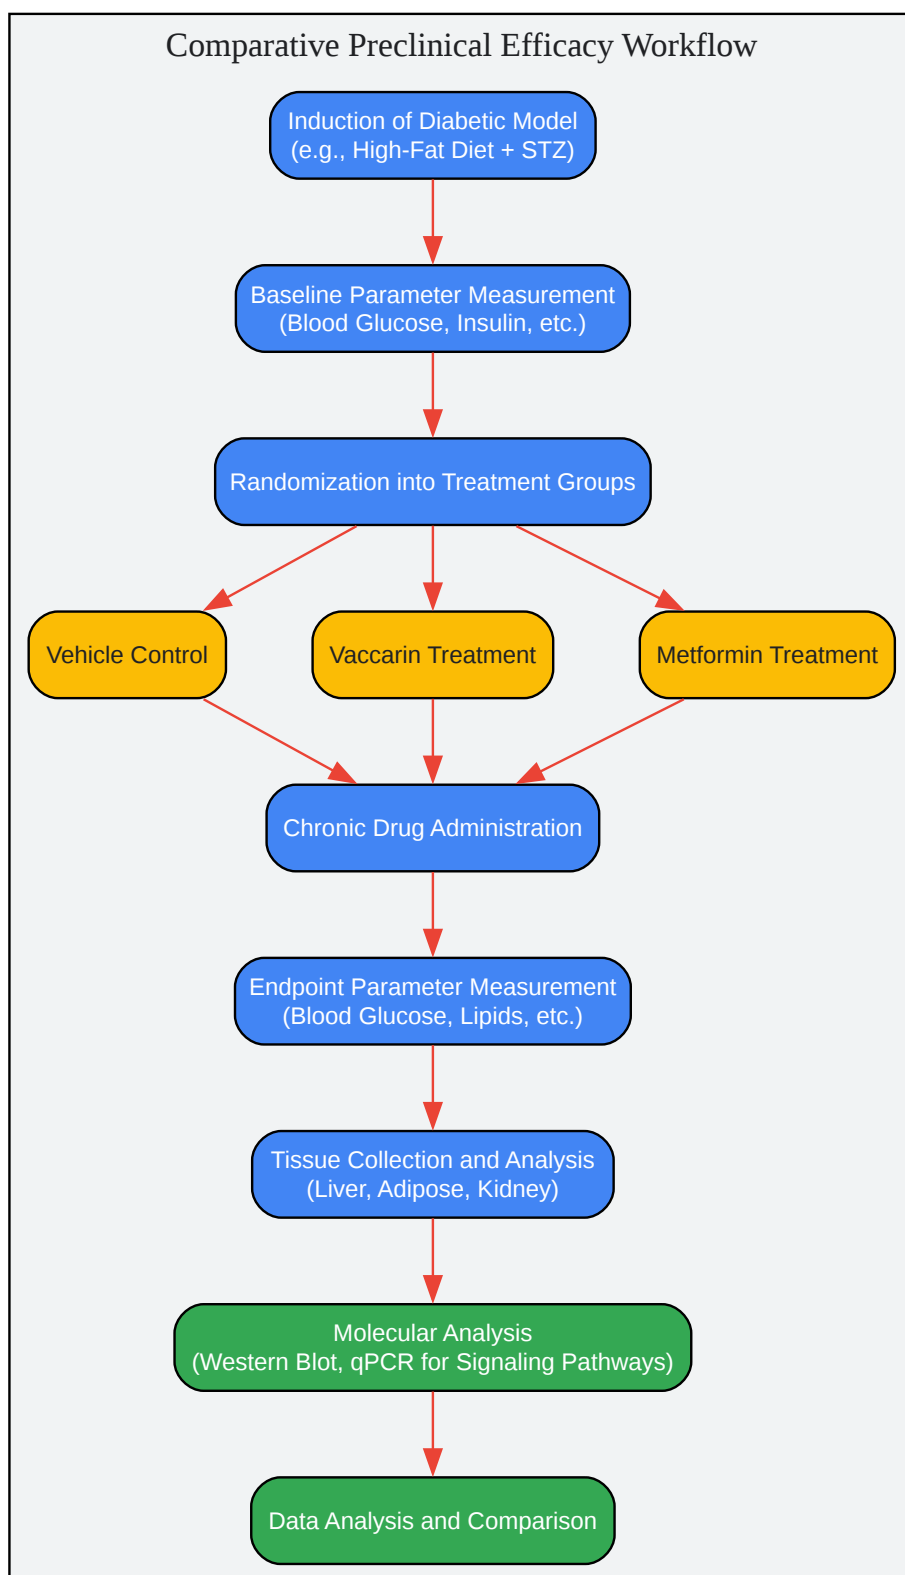 Comparative Preclinical Efficacy Workflow
Induction of Diabetic Model
(e.g., High-Fat Diet + STZ)
Baseline Parameter Measurement
(Blood Glucose, Insulin, etc.)
Randomization into Treatment Groups
Vehicle Control
Vaccarin Treatment
Metformin Treatment
Chronic Drug Administration
Endpoint Parameter Measurement
(Blood Glucose, Lipids, etc.)
Tissue Collection and Analysis
(Liver, Adipose, Kidney)
Molecular Analysis
(Western Blot, qPCR for Signaling Pathways)
Data Analysis and Comparison